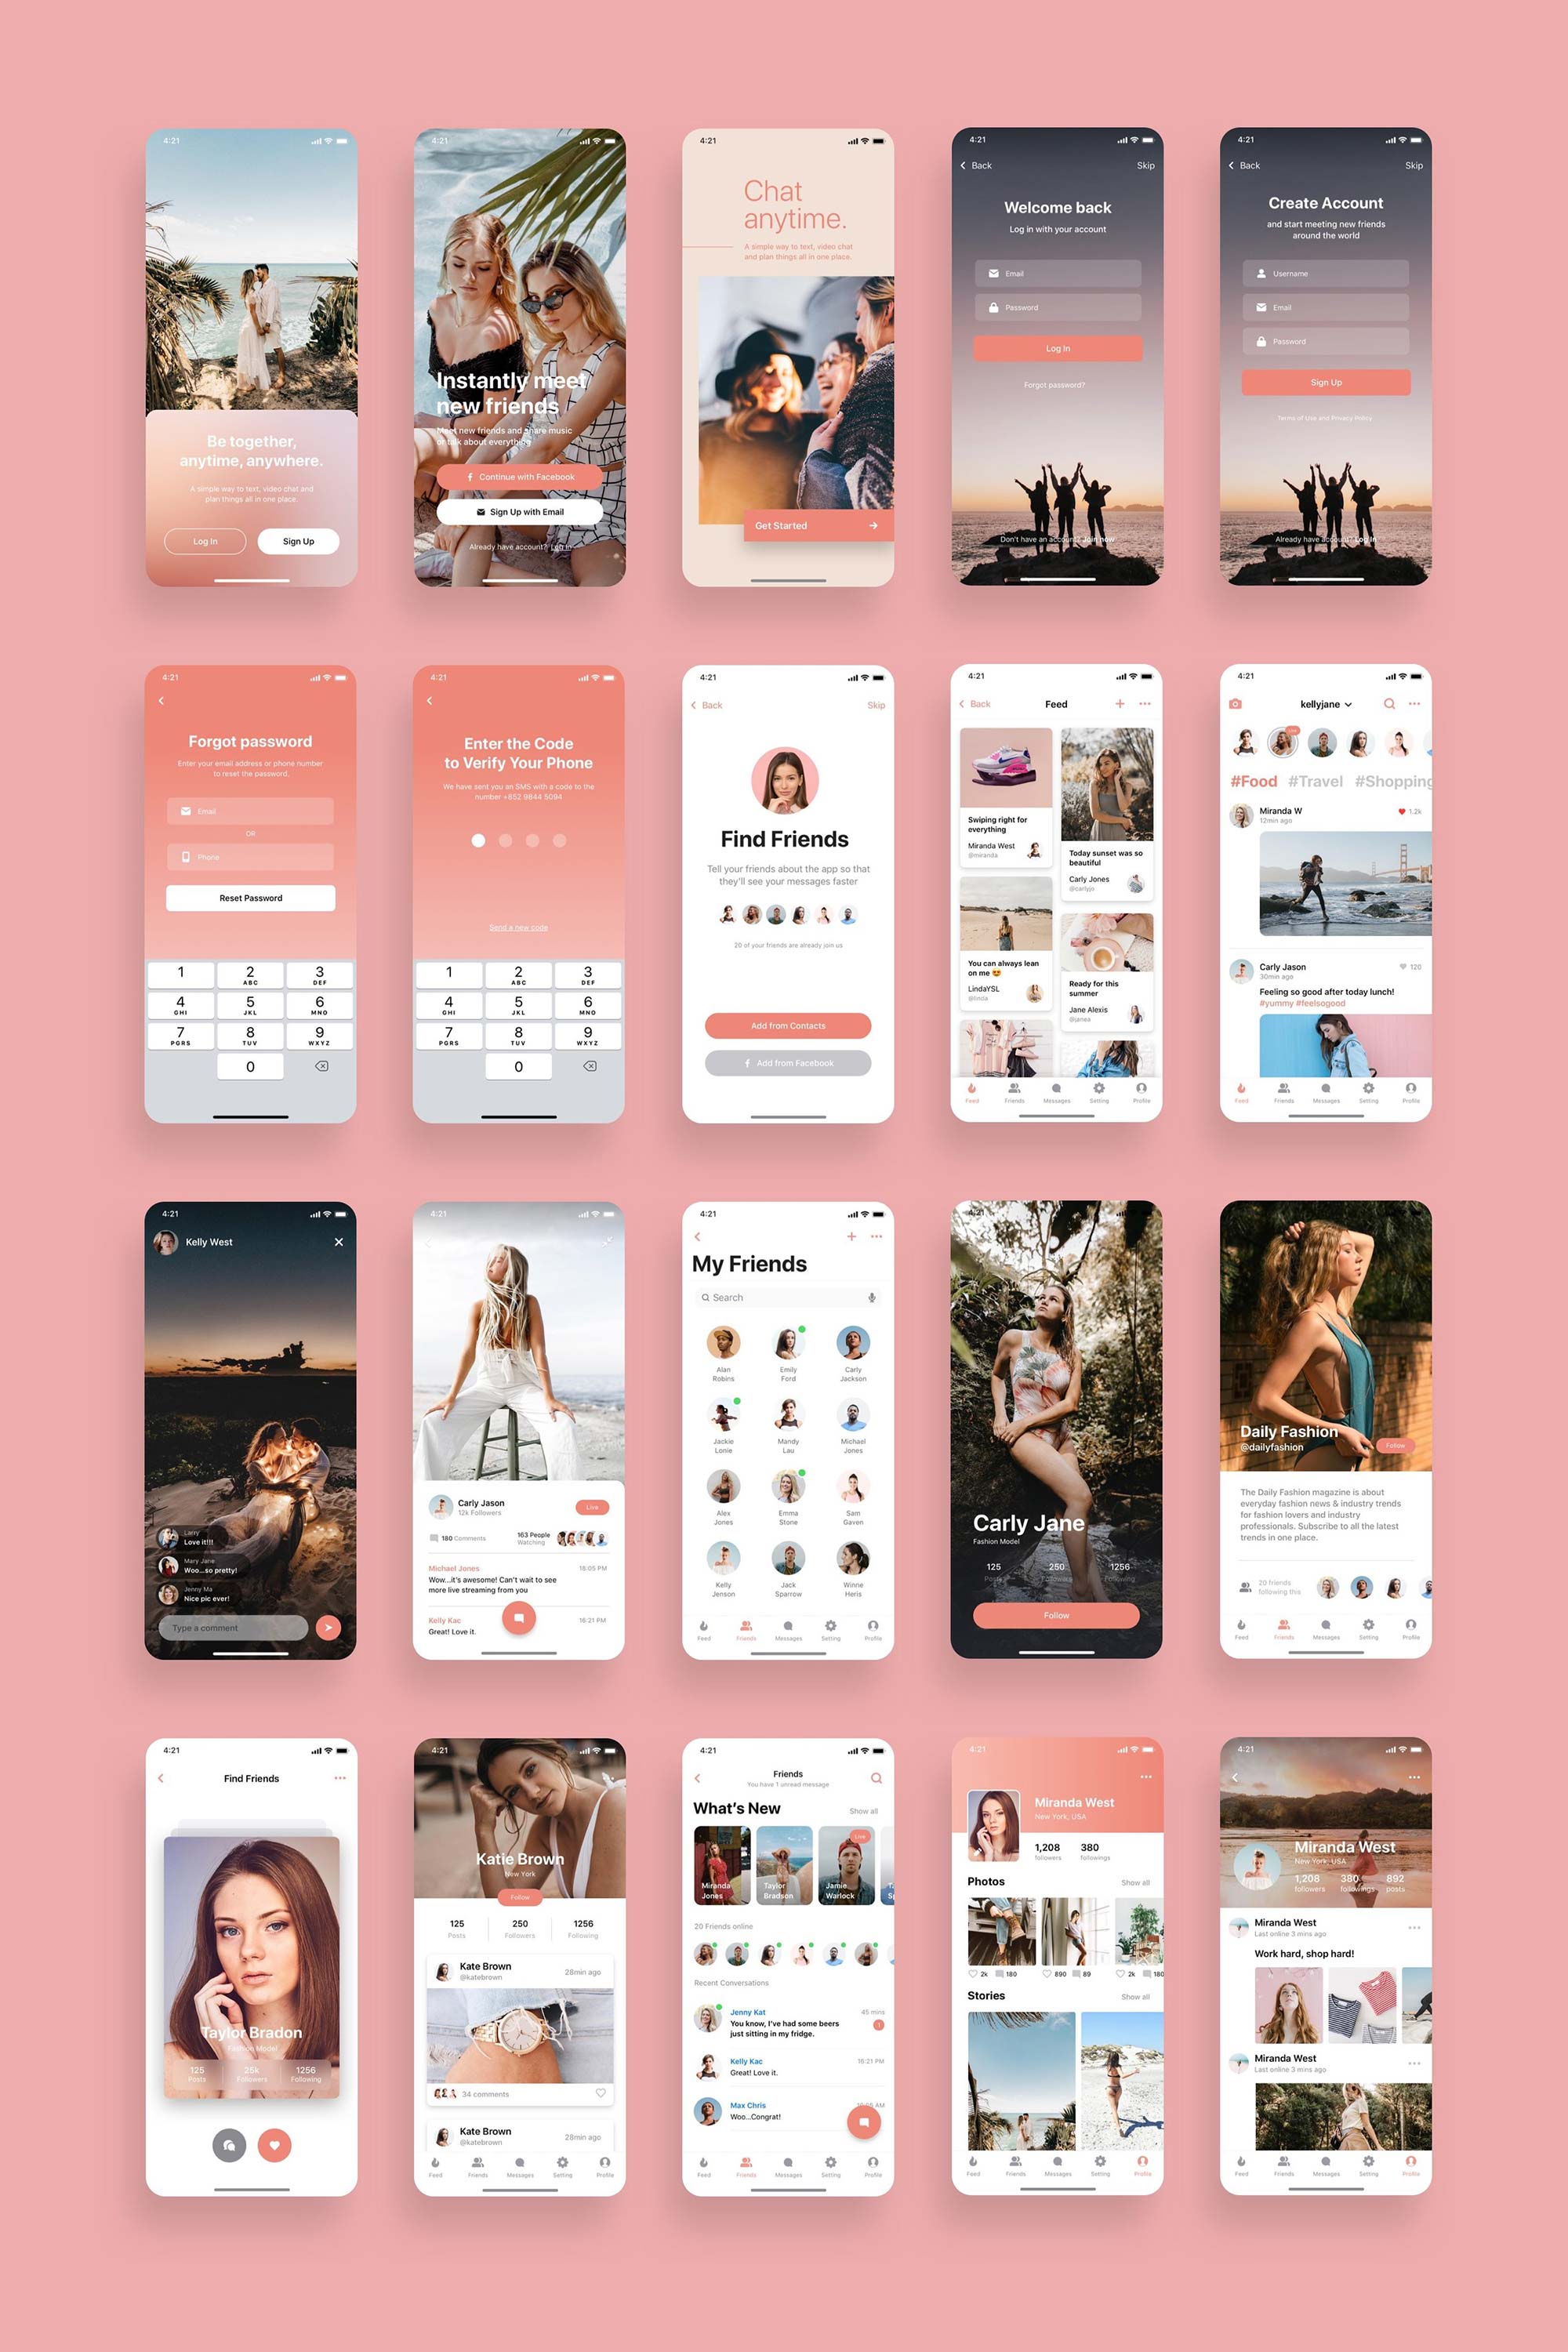 4:21
Be together,
anytime, anywhere.
A simple way to text, video chat and
plan things all in one place.
Log In
Sign Up
4:21
Instantly meet
new friends
Meet new friends and share music
or talk about everything
Continue with Facebook
Sign Up with Email
Already have account? Log In
4:21
Chat
anytime.
A simple way to text, video chat
and plan things all in one place.
Get Started
4:21
Back
Skip
Welcome back
Log in with your account
Email
Password
Log In
Forgot password?
Don't have an account? Join now
4:21
Back
Skip
Create Account
and start meeting new friends
around the world
Username
Email
Password
Sign Up
Terms of Use and Privacy Policy
Already have account? Log In
4:21
Forgot password
Enter your email address or phone number
to reset the password.
Email
OR
Phone
Reset Password
1
2 ABC
3 DEF
4 GHI
5 JKL
6 MNO
7 PGRS
8 TUV
9 WXYZ
0
4:21
Enter the Code
to Verify Your Phone
We have sent you an SMS with a code to the
number +852 9844 5094
Send a new code
1
2 ABC
3 DEF
4 GHI
5 JKL
6 MNO
7 PGRS
8 TUV
9 WXYZ
0
4:21
Back
Skip
Find Friends
Tell your friends about the app so that
they'll see your messages faster
20 of your friends are already join us
Add from Contacts
Add from Facebook
4:21
Back
Feed
Swiping right for
everything
Miranda West
@miranda
Today sunset was so
beautiful
Carly Jones
@carlyjo
You can always lean
on me 😍
LindaYSL
@linda
Ready for this
summer
Jane Alexis
@janea
Feed
Friends
Messages
Setting
Profile
4:21
kellyjane
Live
#Food #Travel #Shopping
Miranda W
12min ago
1.2k
Carly Jason
30min ago
120
Feeling so good after today lunch!
#yummy #feelsogood
Feed
Friends
Messages
Setting
Profile
4:21
Kelly West
Larry
Love it!!!
Mary Jane
Woo...so pretty!
Jenny Ma
Nice pic ever!
Type a comment
4:21
Carly Jason
12k Followers
Live
180 Comments
163 People
Watching
Michael Jones
18:05 PM
Wow...it's awesome! Can't wait to see
more live streaming from you
Kelly Kac
16:21 PM
Great! Love it.
4:21
My Friends
Search
Alan
Robins
Emily
Ford
Carly
Jackson
Jackie
Lonie
Mandy
Lau
Michael
Jones
Alex
Jones
Emma
Stone
Sam
Gaven
Kelly
Jenson
Jack
Sparrow
Winne
Heris
Feed
Friends
Messages
Setting
Profile
4:21
Carly Jane
Fashion Model
125
Posts
250
Followers
1256
Following
Follow
Daily Fashion
@dailyfashion
Follow
The Daily Fashion magazine is about
everyday fashion news & industry trends
for fashion lovers and industry
professionals. Subscribe to all the latest
trends in one place.
20 friends
following this
Feed
Friends
Messages
Setting
Profile
4:21
Find Friends
Taylor Bradon
Fashion Model
125
Posts
25k
Followers
1256
Following
4:21
Katie Brown
New York
Follow
125
Posts
250
Followers
1256
Following
Kate Brown
@katebrown
28min ago
34 comments
Kate Brown
@katebrown
28min ago
Feed
Friends
Messages
Setting
Profile
4:21
Friends
You have 1 unread message
What's New
Show all
Miranda
Jones
Taylor
Bradson
Live
Jamie
Warlock
20 Friends online
Recent Conversations
Jenny Kat
45 mins
You know, I've had some beers
just sitting in my fridge.
1
Kelly Kac
16:21 PM
Great! Love it.
Max Chris
Woo...Congrat!
Feed
Friends
Messages
Setting
Profile
4:21
Miranda West
New York, USA
1,208
followers
380
followings
Photos
Show all
2k
180
890
89
2k
180
Stories
Show all
Feed
Friends
Messages
Setting
Profile
4:21
Miranda West
New York, USA
1,208
followers
380
followings
892
posts
Miranda West
Last online 3 mins ago
Work hard, shop hard!
Miranda West
Last online 3 mins ago
Feed
Friends
Messages
Setting
Profile